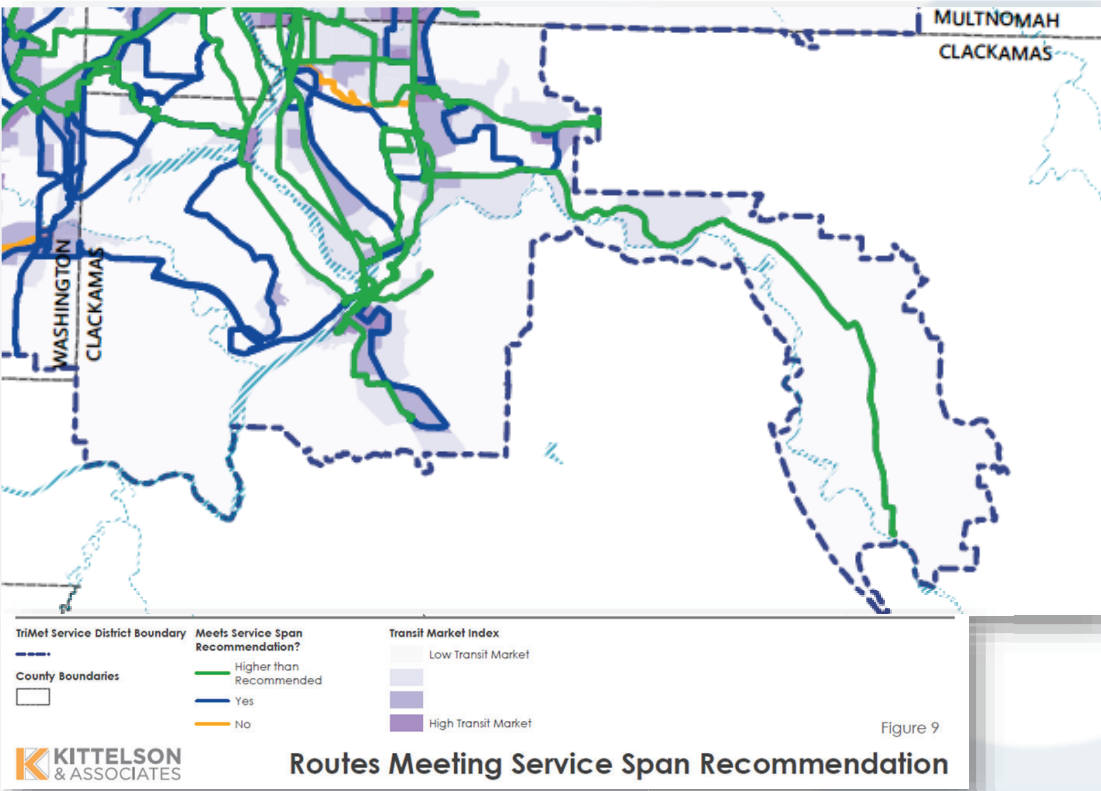 MULTNOMAH
CLACKAMAS
WASHINGTON
CLACKAMAS
TriMet Service District Boundary
County Boundaries
Meets Service Span
Recommendation?
Higher than
Recommended
Yes
No
Transit Market Index
Low Transit Market
High Transit Market
Figure 9
KITTELSON
& ASSOCIATES
Routes Meeting Service Span Recommendation